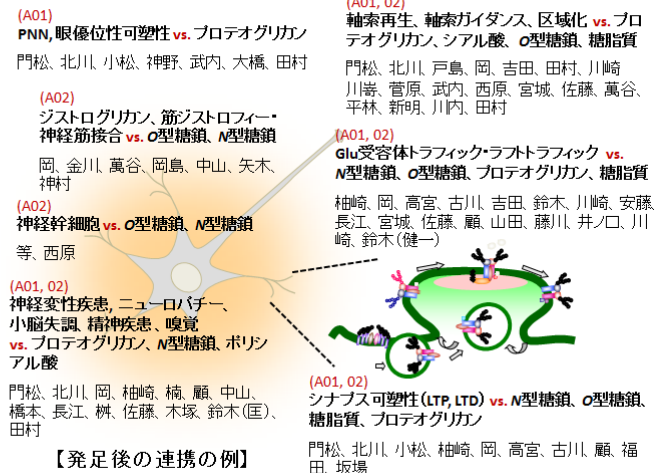 (A01)
PNN, 眼優位性可塑性 vs. プロテオグリカン
門松、北川、小松、神野、武内、大橋、田村
(A02)
ジストログリカン、筋ジストロフィー・
神経筋接合 vs. O型糖鎖、N型糖鎖
岡、金川、萬谷、岡島、中山、矢木、
神村
(A02)
神経幹細胞 vs. O型糖鎖、N型糖鎖
等、西原
(A01, 02)
神経変性疾患, ニューロパチー、
小脳失調、精神疾患、嗅覚
vs. プロテオグリカン、N型糖鎖、ポリシ
アル酸
門松、北川、岡、柚﨑、楠、顧、中山、
橋本、長江、桝、佐藤、木塚、鈴木(匡)、
田村
【発足後の連携の例】
(A01, 02)
軸索再生、軸索ガイダンス、区域化 vs. プロ
テオグリカン、シアル酸、O型糖鎖、糖脂質
門松、北川、戸島、岡、吉田、田村、川崎
川嵜、菅原、武内、西原、宮城、佐藤、萬谷、
平林、新明、川内、田村
(A01, 02)
Glu受容体トラフィック・ラフトトラフィック vs.
N型糖鎖、O型糖鎖、プロテオグリカン、糖脂質
柚崎、岡、高宮、古川、吉田、鈴木、川崎、安藤、
長江、宮城、佐藤、顧、山田、藤川、井ノ口、川
崎、鈴木(健一)
(A01, 02)
シナプス可塑性(LTP, LTD) vs. N型糖鎖、O型糖鎖、
糖脂質、プロテオグリカン
門松、北川、小松、柚崎、岡、高宮、古川、顧、福
田、坂場